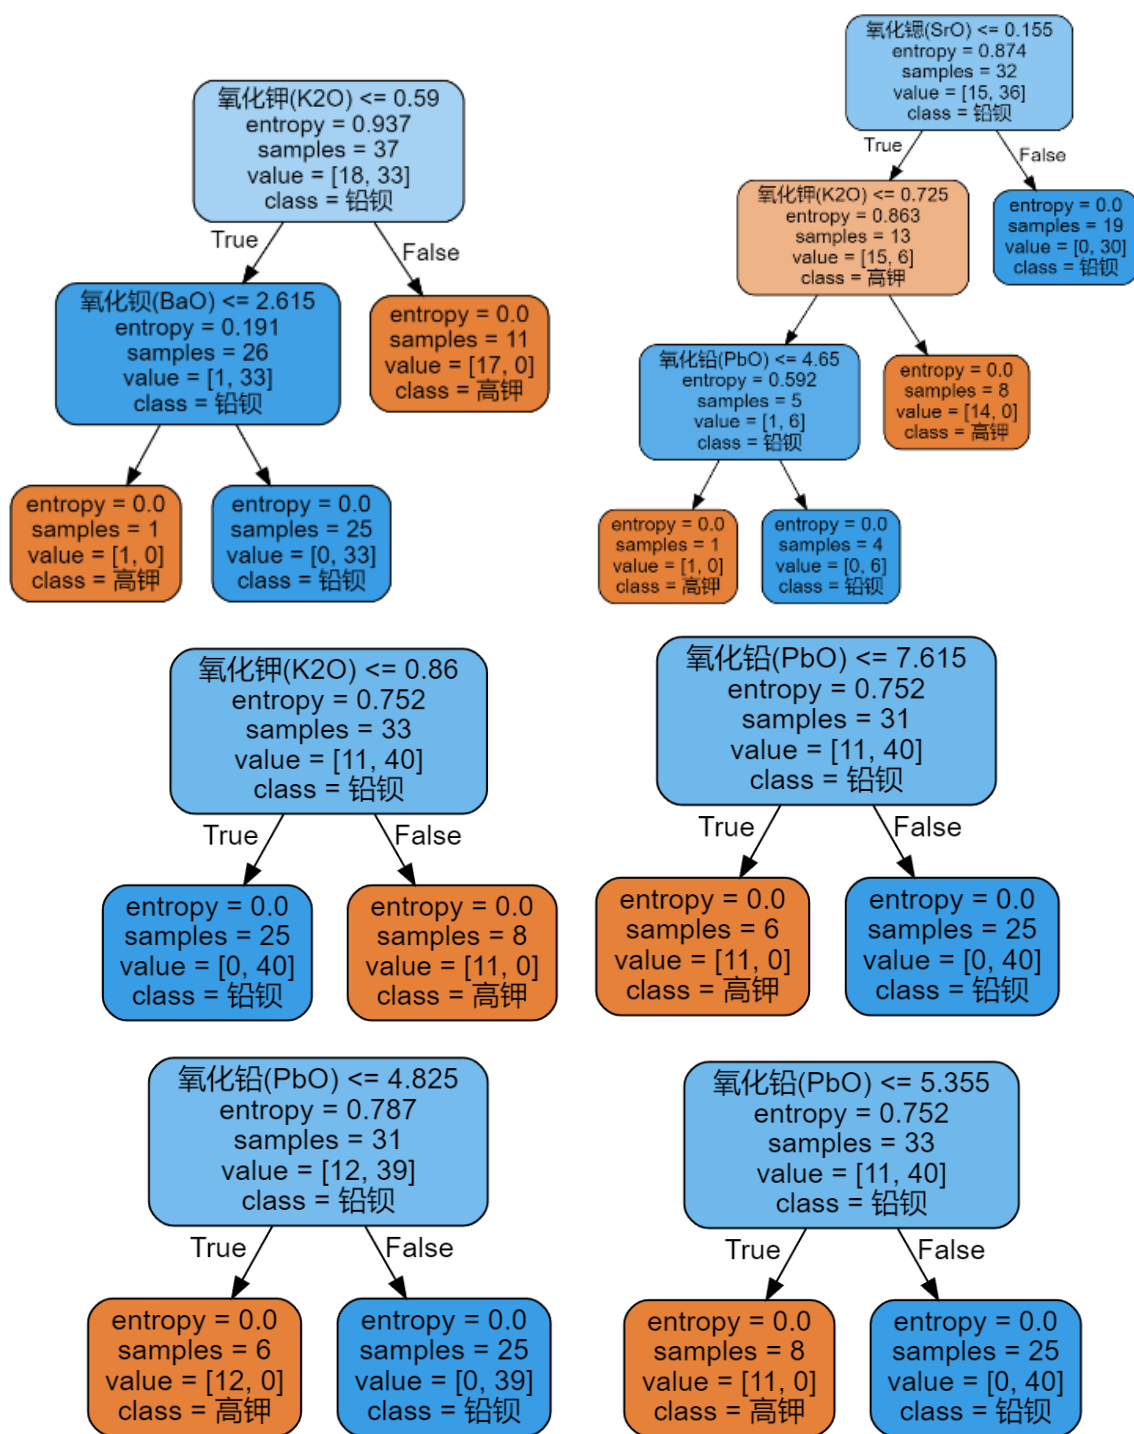 氧化钾(K2O) <= 0.59
entropy = 0.937
samples = 37
value = [18, 33]
class = 铅钡
True
False
氧化钡(BaO) <= 2.615
entropy = 0.191
samples = 26
value = [1, 33]
class = 铅钡
entropy = 0.0
samples = 11
value = [17, 0]
class = 高钾
entropy = 0.0
samples = 1
value = [1, 0]
class = 高钾
entropy = 0.0
samples = 25
value = [0, 33]
class = 铅钡
氧化锶(SrO) <= 0.155
entropy = 0.874
samples = 32
value = [15, 36]
class = 铅钡
True
False
氧化钾(K2O) <= 0.725
entropy = 0.863
samples = 13
value = [15, 6]
class = 高钾
entropy = 0.0
samples = 19
value = [0, 30]
class = 铅钡
氧化铅(PbO) <= 4.65
entropy = 0.592
samples = 5
value = [1, 6]
class = 铅钡
entropy = 0.0
samples = 8
value = [14, 0]
class = 高钾
entropy = 0.0
samples = 1
value = [1, 0]
class = 高钾
entropy = 0.0
samples = 4
value = [0, 6]
class = 铅钡
氧化钾(K2O) <= 0.86
entropy = 0.752
samples = 33
value = [11, 40]
class = 铅钡
True
False
entropy = 0.0
samples = 25
value = [0, 40]
class = 铅钡
entropy = 0.0
samples = 8
value = [11, 0]
class = 高钾
氧化铅(PbO) <= 7.615
entropy = 0.752
samples = 31
value = [11, 40]
class = 铅钡
True
False
entropy = 0.0
samples = 6
value = [11, 0]
class = 高钾
entropy = 0.0
samples = 25
value = [0, 40]
class = 铅钡
氧化铅(PbO) <= 4.825
entropy = 0.787
samples = 31
value = [12, 39]
class = 铅钡
True
False
entropy = 0.0
samples = 6
value = [12, 0]
class = 高钾
entropy = 0.0
samples = 25
value = [0, 39]
class = 铅钡
氧化铅(PbO) <= 5.355
entropy = 0.752
samples = 33
value = [11, 40]
class = 铅钡
True
False
entropy = 0.0
samples = 8
value = [11, 0]
class = 高钾
entropy = 0.0
samples = 25
value = [0, 40]
class = 铅钡